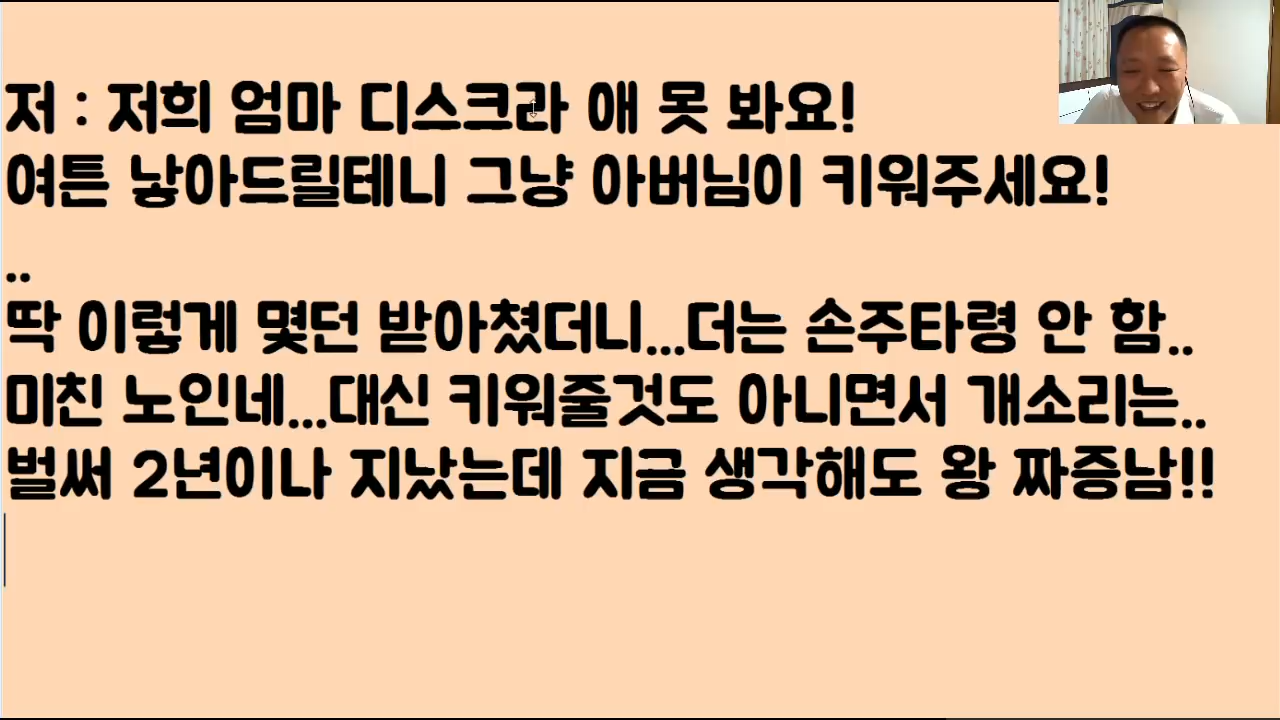 저 : 저희 엄마 디스크라 애 못 봐요!
여튼 낳아드릴테니 그냥 아버님이 키워주세요!
..
딱 이렇게 몇던 받아쳤더니...더는 손주타령 안 함..
미친 노인네...대신 키워줄것도 아니면서 개소리는..
벌써 2년이나 지났는데 지금 생각해도 왕 짜증남!!